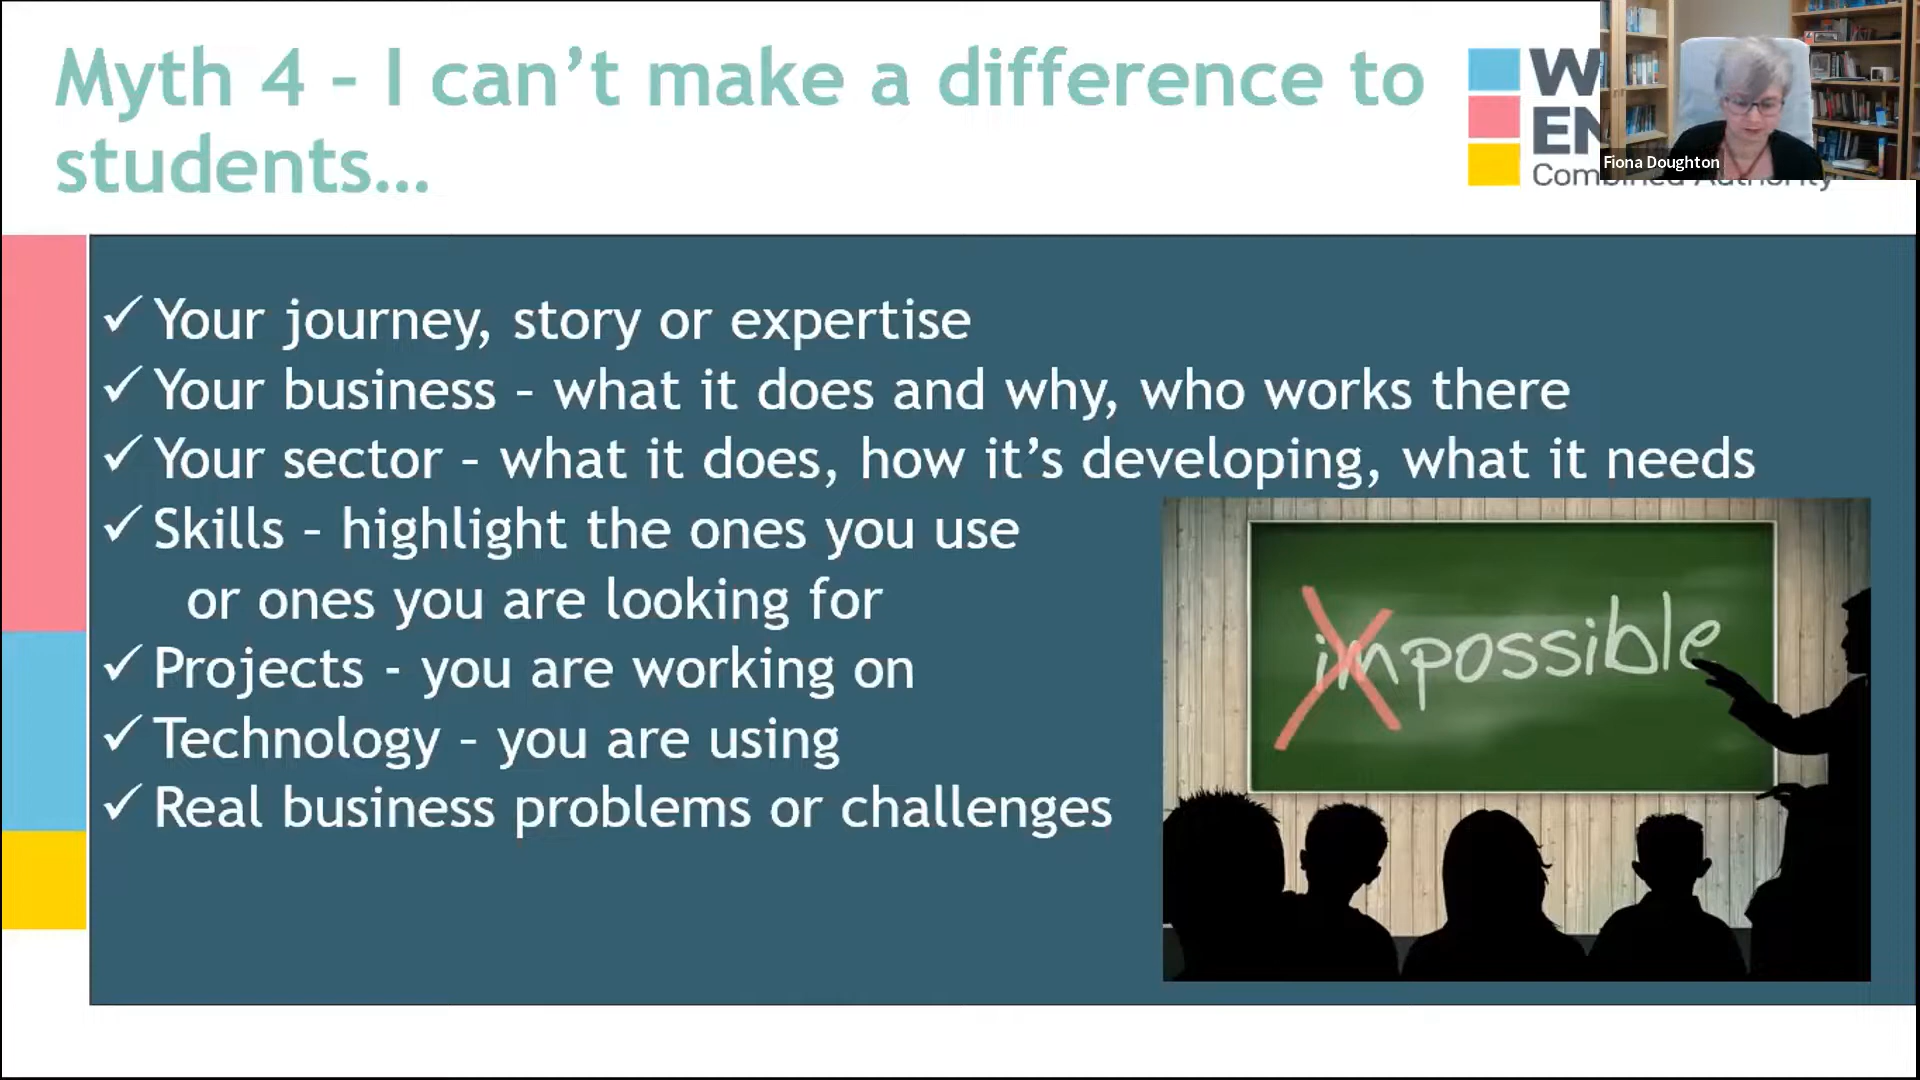 Myth 4 – I can’t make a difference to
students…
W
EN
Combined Authority
Fiona Doughton
✓ Your journey, story or expertise
✓ Your business – what it does and why, who works there
✓ Your sector – what it does, how it’s developing, what it needs
✓ Skills – highlight the ones you use
or ones you are looking for
✓ Projects - you are working on
✓ Technology – you are using
✓ Real business problems or challenges
impossible